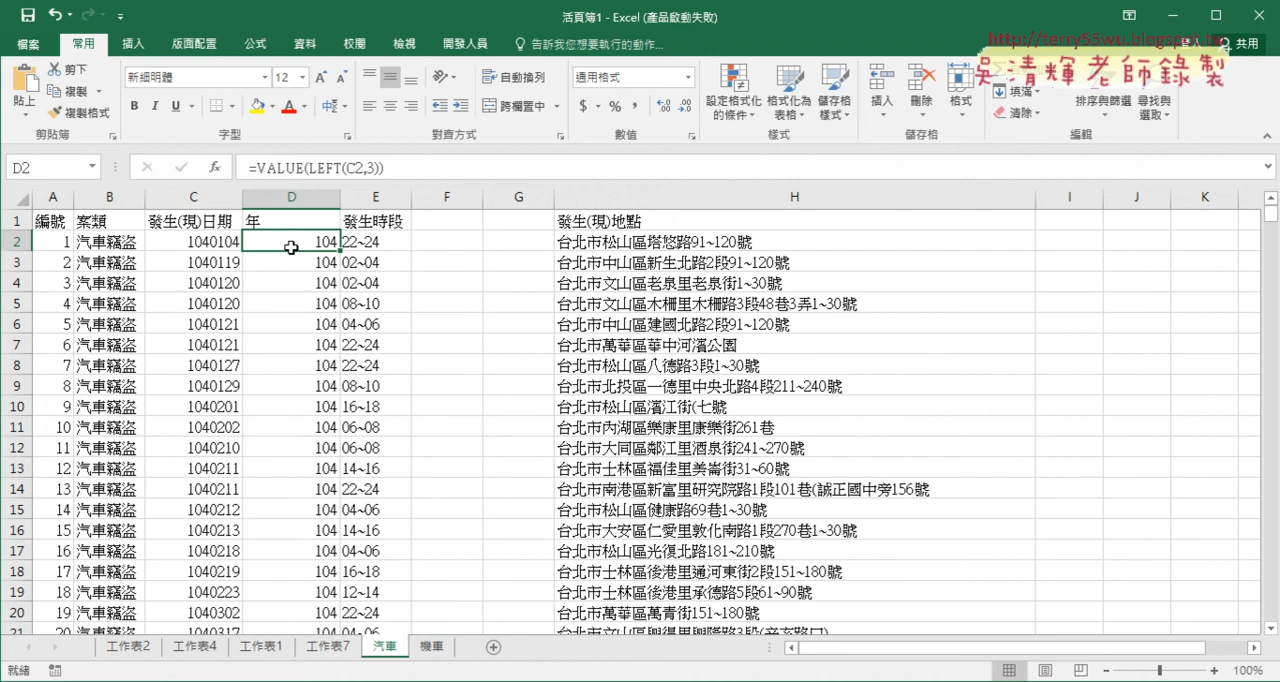 活頁簿1 - Excel (產品啟動失敗)
http://terry55wu.blogspot.tw
吳清輝老師錄製
檔案 常用 插入 版面配置 公式 資料 校閱 檢視 開發人員 告訴我您想要執行的動作... 共用
剪下 新細明體 12 自動換列 通用格式
貼上 複製 B I U 跨欄置中 $ % 設定格式化的條件 格式化為表格 儲存格樣式 插入 刪除 格式 填滿 排序與篩選 尋找與選取
複製格式 清除
剪貼簿 字型 對齊方式 數值 樣式 儲存格 編輯
D2 fx =VALUE(LEFT(C2,3))
A B C D E F G H I J K
1 編號 案類 發生(現)日期 年 發生時段 發生(現)地點
2 1 汽車竊盜 1040104 104 22~24 台北市松山區塔悠路91~120號
3 2 汽車竊盜 1040119 104 02~04 台北市中山區新生北路2段91~120號
4 3 汽車竊盜 1040120 104 02~04 台北市文山區老泉里老泉街1~30號
5 4 汽車竊盜 1040120 104 08~10 台北市文山區木柵里木柵路3段48巷3弄1~30號
6 5 汽車竊盜 1040121 104 04~06 台北市中山區建國北路2段91~120號
7 6 汽車竊盜 1040121 104 22~24 台北市萬華區華中河濱公園
8 7 汽車竊盜 1040127 104 22~24 台北市松山區八德路3段1~30號
9 8 汽車竊盜 1040129 104 08~10 台北市北投區一德里中央北路4段211~240號
10 9 汽車竊盜 1040201 104 16~18 台北市松山區濱江街(七號
11 10 汽車竊盜 1040202 104 06~08 台北市內湖區樂康里康樂街261巷
12 11 汽車竊盜 1040210 104 06~08 台北市大同區鄰江里酒泉街241~270號
13 12 汽車竊盜 1040211 104 14~16 台北市士林區福佳里美崙街31~60號
14 13 汽車竊盜 1040211 104 22~24 台北市南港區新富里研究院路1段101巷(誠正國中旁156號
15 14 汽車竊盜 1040212 104 04~06 台北市松山區健康路69巷1~30號
16 15 汽車竊盜 1040213 104 14~16 台北市大安區仁愛里敦化南路1段270巷1~30號
17 16 汽車竊盜 1040218 104 04~06 台北市松山區光復北路181~210號
18 17 汽車竊盜 1040219 104 16~18 台北市士林區後港里通河東街2段151~180號
19 18 汽車竊盜 1040223 104 12~14 台北市士林區後港里承德路5段61~90號
20 19 汽車竊盜 1040302 104 22~24 台北市萬華區萬青街151~180號
21 20 汽車竊盜 1040317 104 04~06 台北市文山區興得里興隆路3段(辛亥路口)
工作表2 工作表4 工作表1 工作表7 汽車 機車
就緒 100%